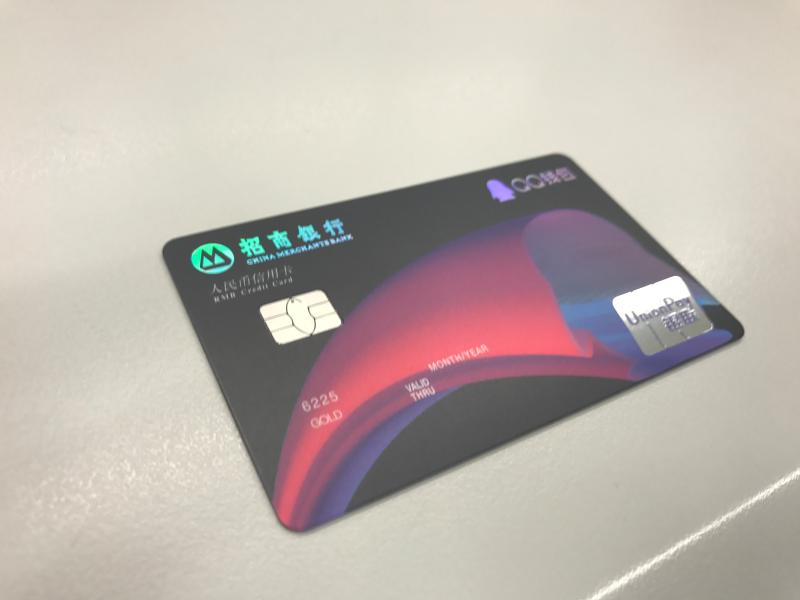 招商银行
CHINA MERCHANTS BANK
人民币信用卡
RMB Credit Card
QQ钱包
6225
GOLD
MONTH/YEAR
VALID
THRU
UnionPay
银联